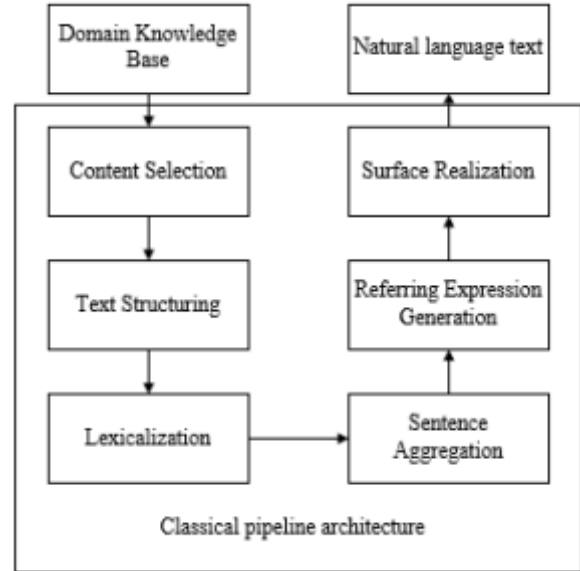 Domain Knowledge
Base
Natural language text
Content Selection
Surface Realization
Text Structuring
Referring Expression
Generation
Lexicalization
Sentence
Aggregation
Classical pipeline architecture